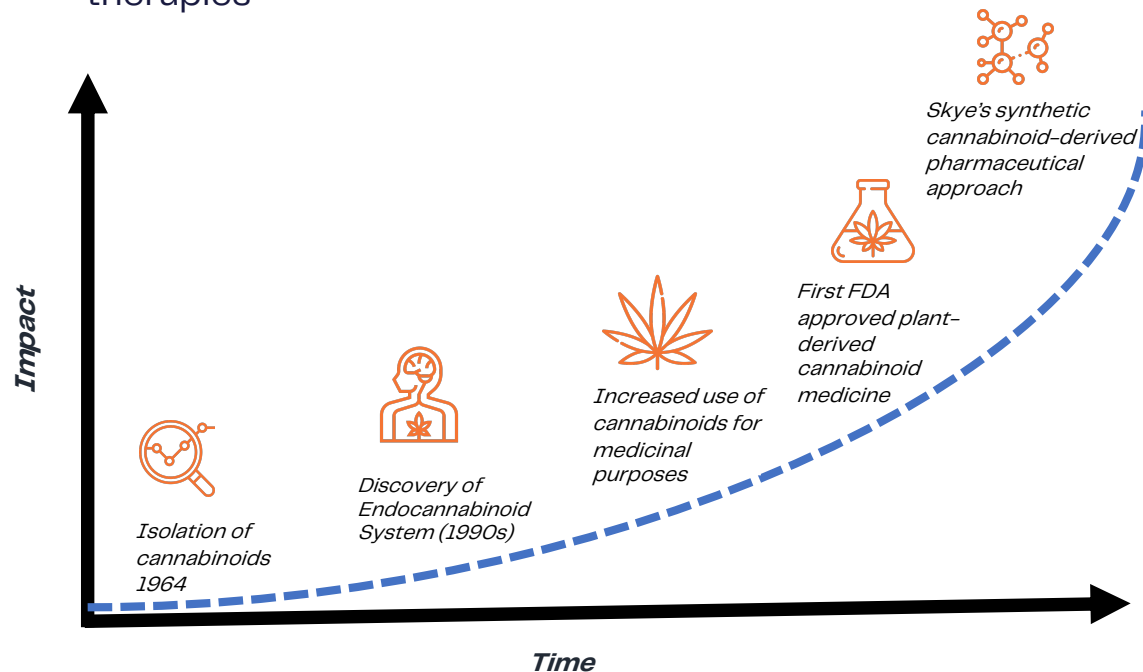 therapies
Skye's synthetic
cannabinoid-derived
pharmaceutical
approach
First FDA
approved plant-
derived
cannabinoid
medicine
Increased use of
cannabinoids for
medicinal
purposes
Discovery of
Endocannabinoid
System (1990s)
Isolation of
cannabinoids
1964
Impact
Time